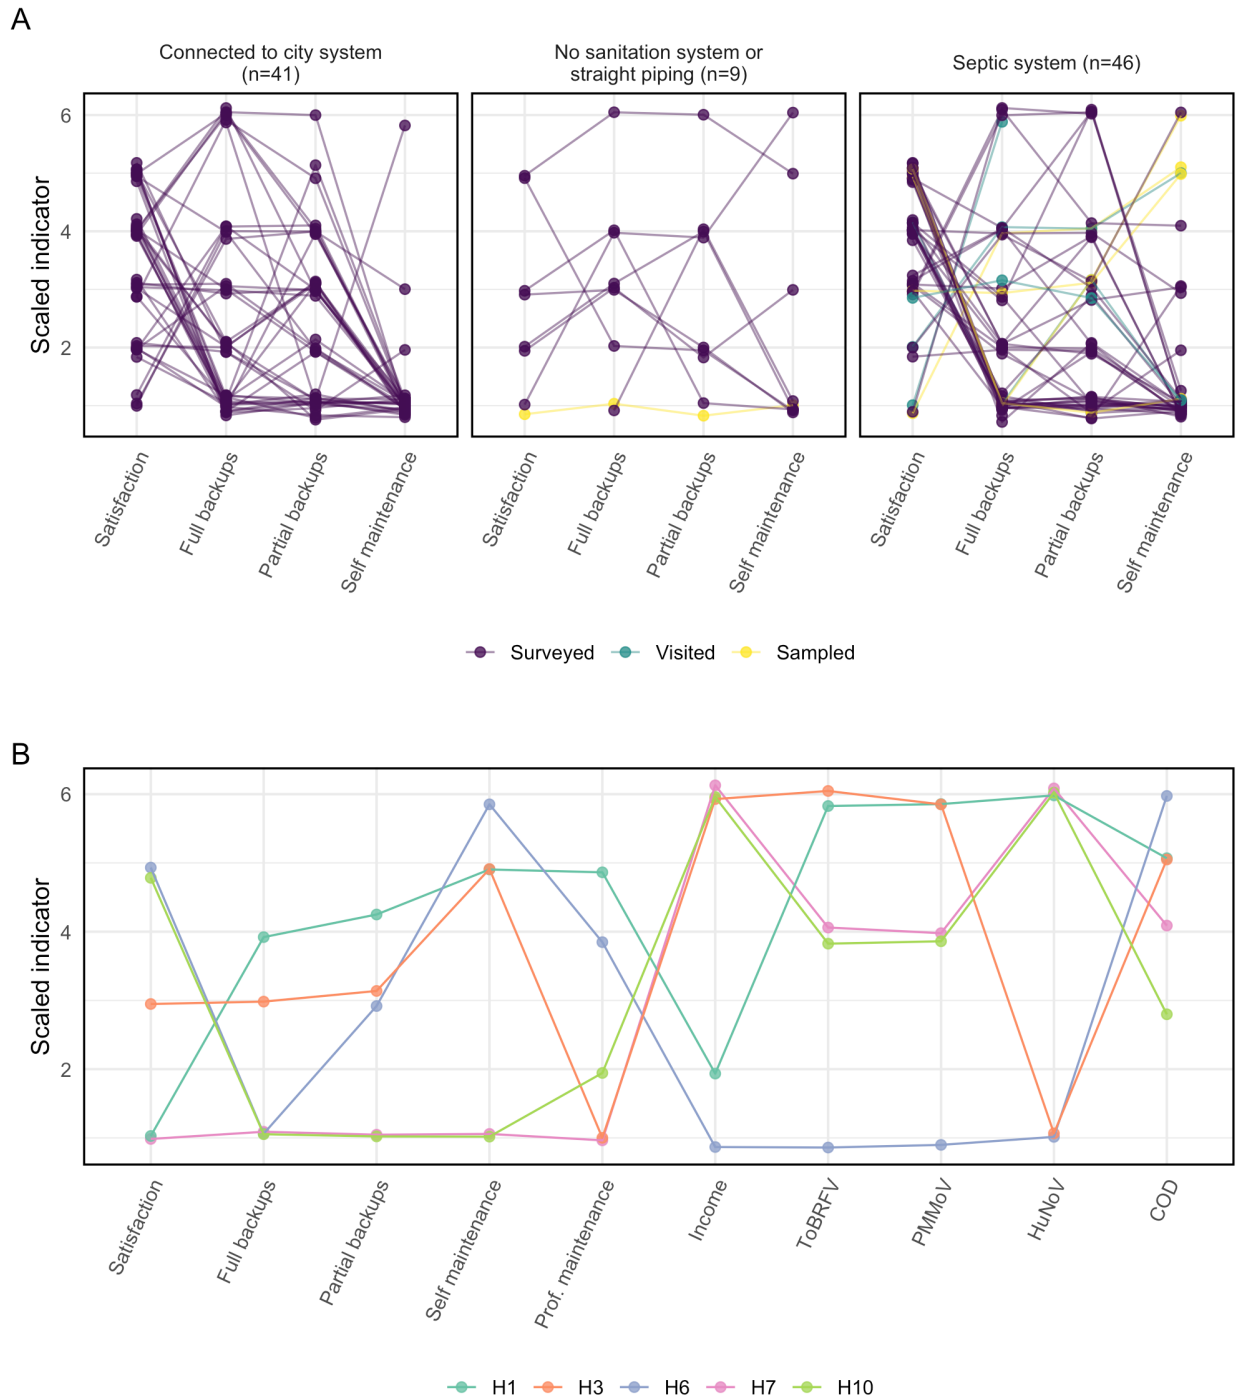 A
Connected to city system
(n=41)
No sanitation system or
straight piping (n=9)
Septic system (n=46)
Scaled indicator
6
4
2
Satisfaction
Full backups
Partial backups
Self maintenance
Satisfaction
Full backups
Partial backups
Self maintenance
Satisfaction
Full backups
Partial backups
Self maintenance
Surveyed Visited Sampled
B
Scaled indicator
6
4
2
Satisfaction
Full backups
Partial backups
Self maintenance
Prof. maintenance
Income
ToBRFV
PMMoV
HuNoV
COD
H1 H3 H6 H7 H10